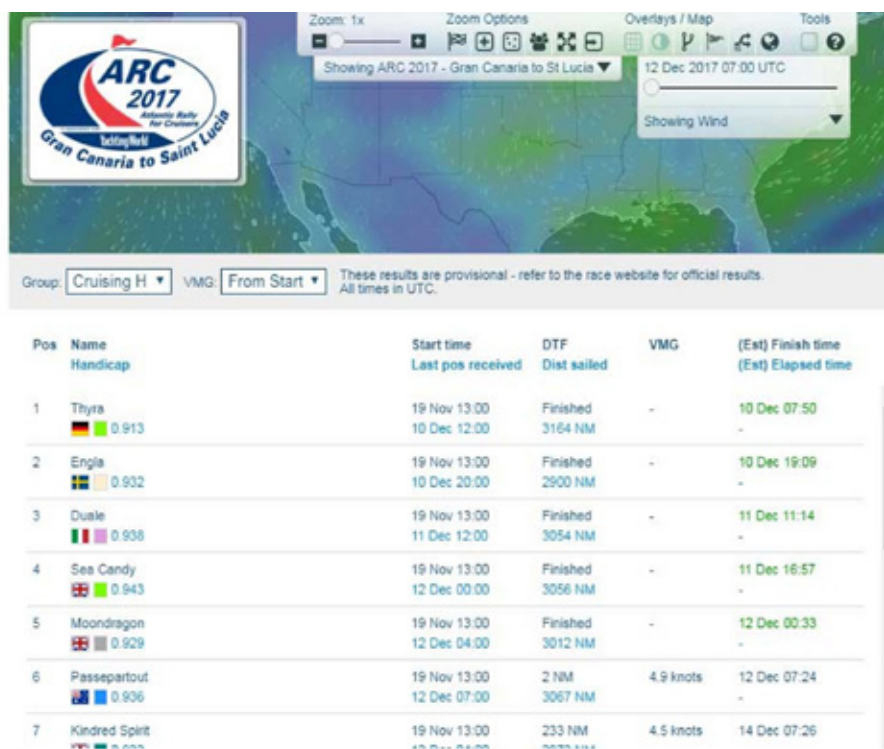 Zoom: 1x Zoom Options Overlays / Map Tools
Showing ARC 2017 - Gran Canaria to St Lucia ▼ 12 Dec 2017 07:00 UTC
Showing Wind ▼
ARC
2017
Atlantic Rally
for Cruisers
YachtingWorld
Gran Canaria to Saint Lucia
Group: Cruising H ▼ VMG: From Start ▼ These results are provisional - refer to the race website for official results.
All times in UTC.
Pos Name Start time DTF VMG (Est) Finish time
Handicap Last pos received Dist sailed (Est) Elapsed time
1 Thyra 19 Nov 13:00 Finished - 10 Dec 07:50
0.913 10 Dec 12:00 3164 NM -
2 Engla 19 Nov 13:00 Finished - 10 Dec 19:09
0.932 10 Dec 20:00 2900 NM -
3 Duale 19 Nov 13:00 Finished - 11 Dec 11:14
0.938 11 Dec 12:00 3054 NM -
4 Sea Candy 19 Nov 13:00 Finished - 11 Dec 16:57
0.943 12 Dec 00:00 3056 NM -
5 Moondragon 19 Nov 13:00 Finished - 12 Dec 00:33
0.929 12 Dec 04:00 3012 NM -
6 Passepartout 19 Nov 13:00 2 NM 4.9 knots 12 Dec 07:24
0.936 12 Dec 07:00 3067 NM -
7 Kindred Spirit 19 Nov 13:00 233 NM 4.5 knots 14 Dec 07:26